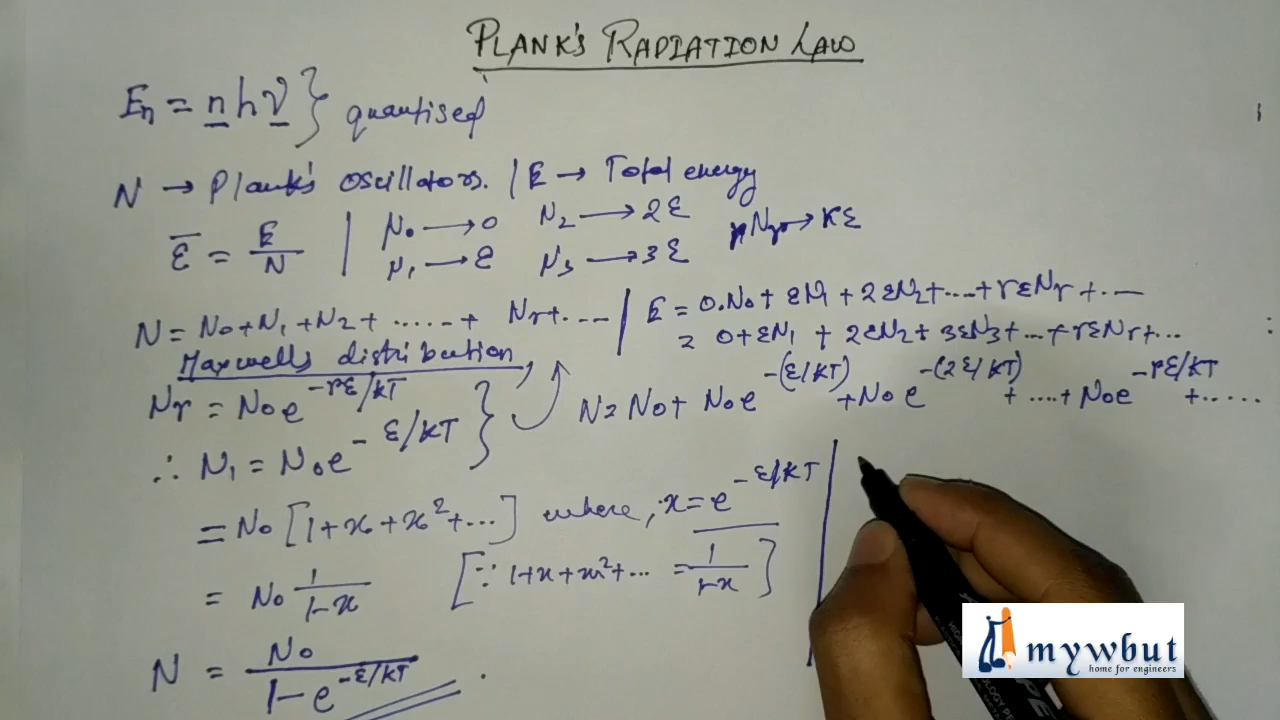 PLANK'S RADIATION LAW
En = nhν } quantised
N → Plank's oscillators. | E → Total energy
ε̄ = E/N | N₀ → 0 N₂ → 2ε Nr → rε
N₁ → ε N₃ → 3ε
N = N₀ + N₁ + N₂ + ...... + Nr + .... | E = 0.N₀ + εN₁ + 2εN₂ + .... + rεNr + ...
= 0 + εN₁ + 2εN₂ + 3εN₃ + ... + rεNr + ...
Maxwells distribution
Nr = N₀e^(-rε/kT) }
N = N₀ + N₀e^-(ε/kT) + N₀e^-(2ε/kT) + .... + N₀e^(-rε/kT) + .....
∴ N₁ = N₀e^(-ε/kT)
= N₀ [1 + x + x² + ...] where, x = e^(-ε/kT)
= N₀ 1/(1-x) [∵ 1 + x + x² + ... = 1/(1-x)]
N = N₀/(1 - e^(-ε/kT)).
mywbut
home for engineers